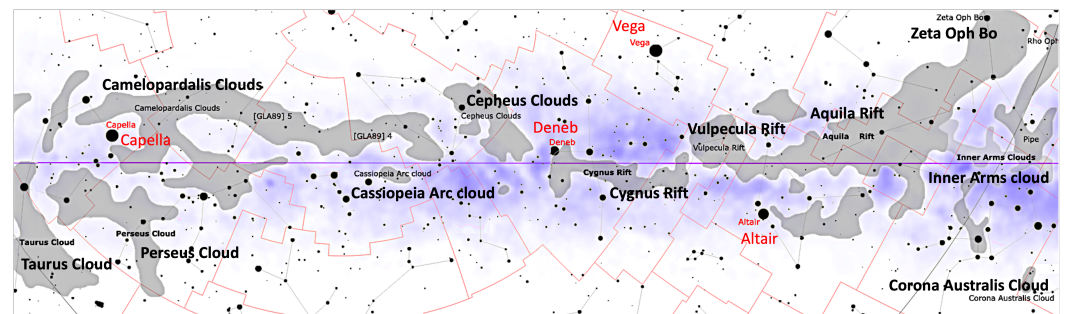 Vega
Vega
Zeta Oph Bo
Zeta Oph Bo
Rho Oph
Camelopardalis Clouds
Camelopardalis Clouds
[GLA89] 5
[GLA89] 4
Cepheus Clouds
Cepheus Clouds
Capella
Capella
Deneb
Deneb
Vulpecula Rift
Vulpecula Rift
Aquila Rift
Aquila Rift
Pipe
Inner Arms Clouds
Inner Arms cloud
Cassiopeia Arc cloud
Cassiopeia Arc cloud
Cygnus Rift
Cygnus Rift
Altair
Altair
Taurus Cloud
Taurus Cloud
Perseus Cloud
Perseus Cloud
Corona Australis Cloud
Corona Australis Cloud